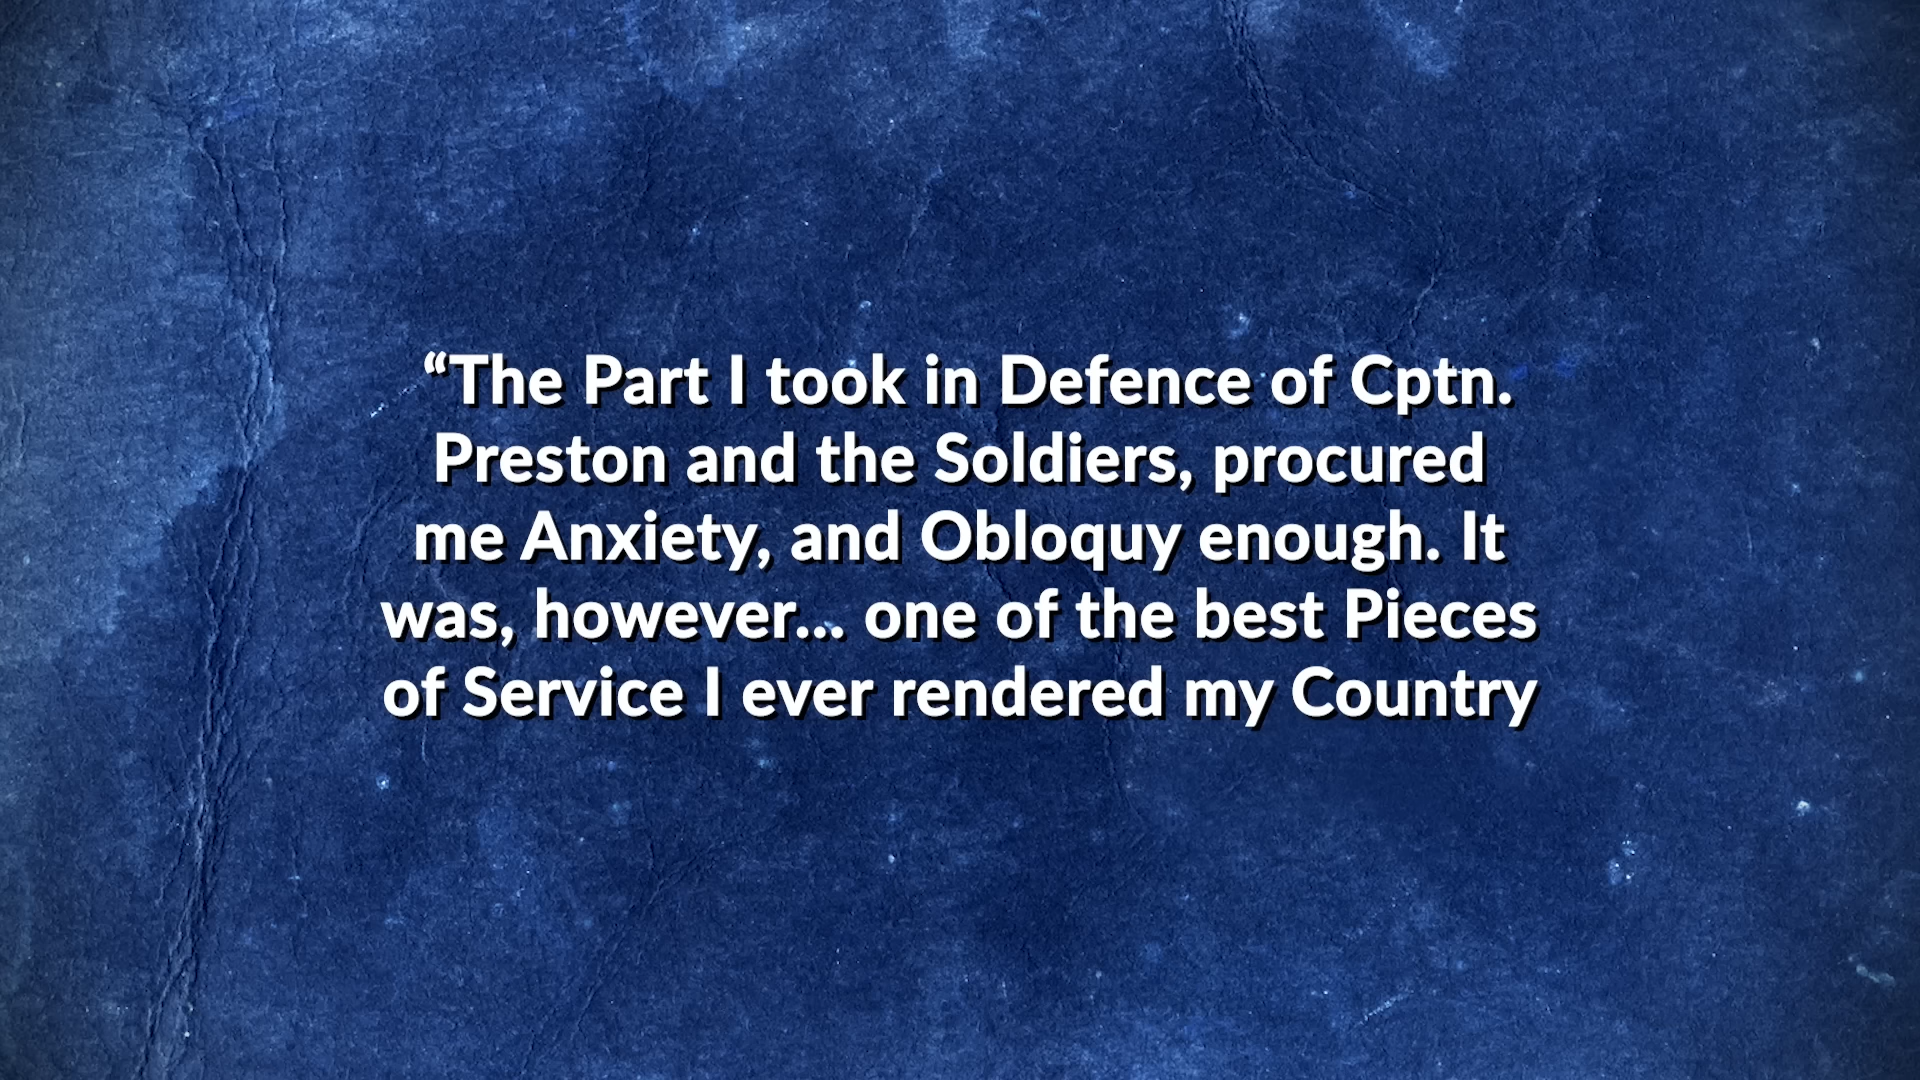 “The Part I took in Defence of Cptn.
Preston and the Soldiers, procured
me Anxiety, and Obloquy enough. It
was, however... one of the best Pieces
of Service I ever rendered my Country